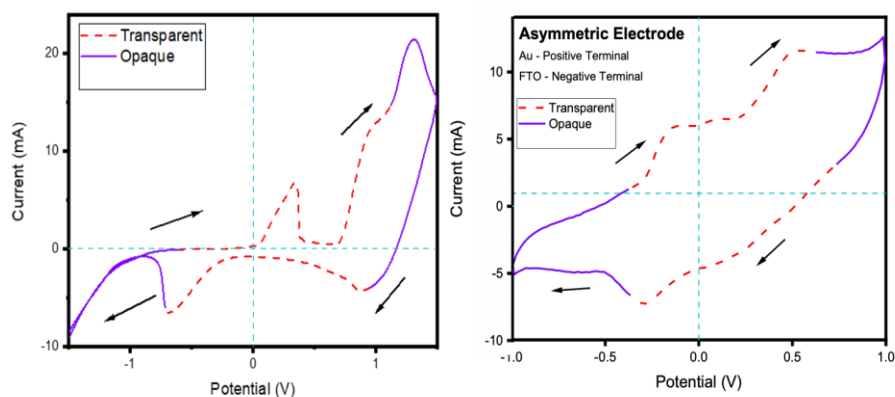 Transparent
Opaque
20
10
0
-10
-1
0
1
Current (mA)
Potential (V)
Asymmetric Electrode
Au - Positive Terminal
FTO - Negative Terminal
Transparent
Opaque
10
5
0
-5
-10
-1.0
-0.5
0.0
0.5
1.0
Current (mA)
Potential (V)